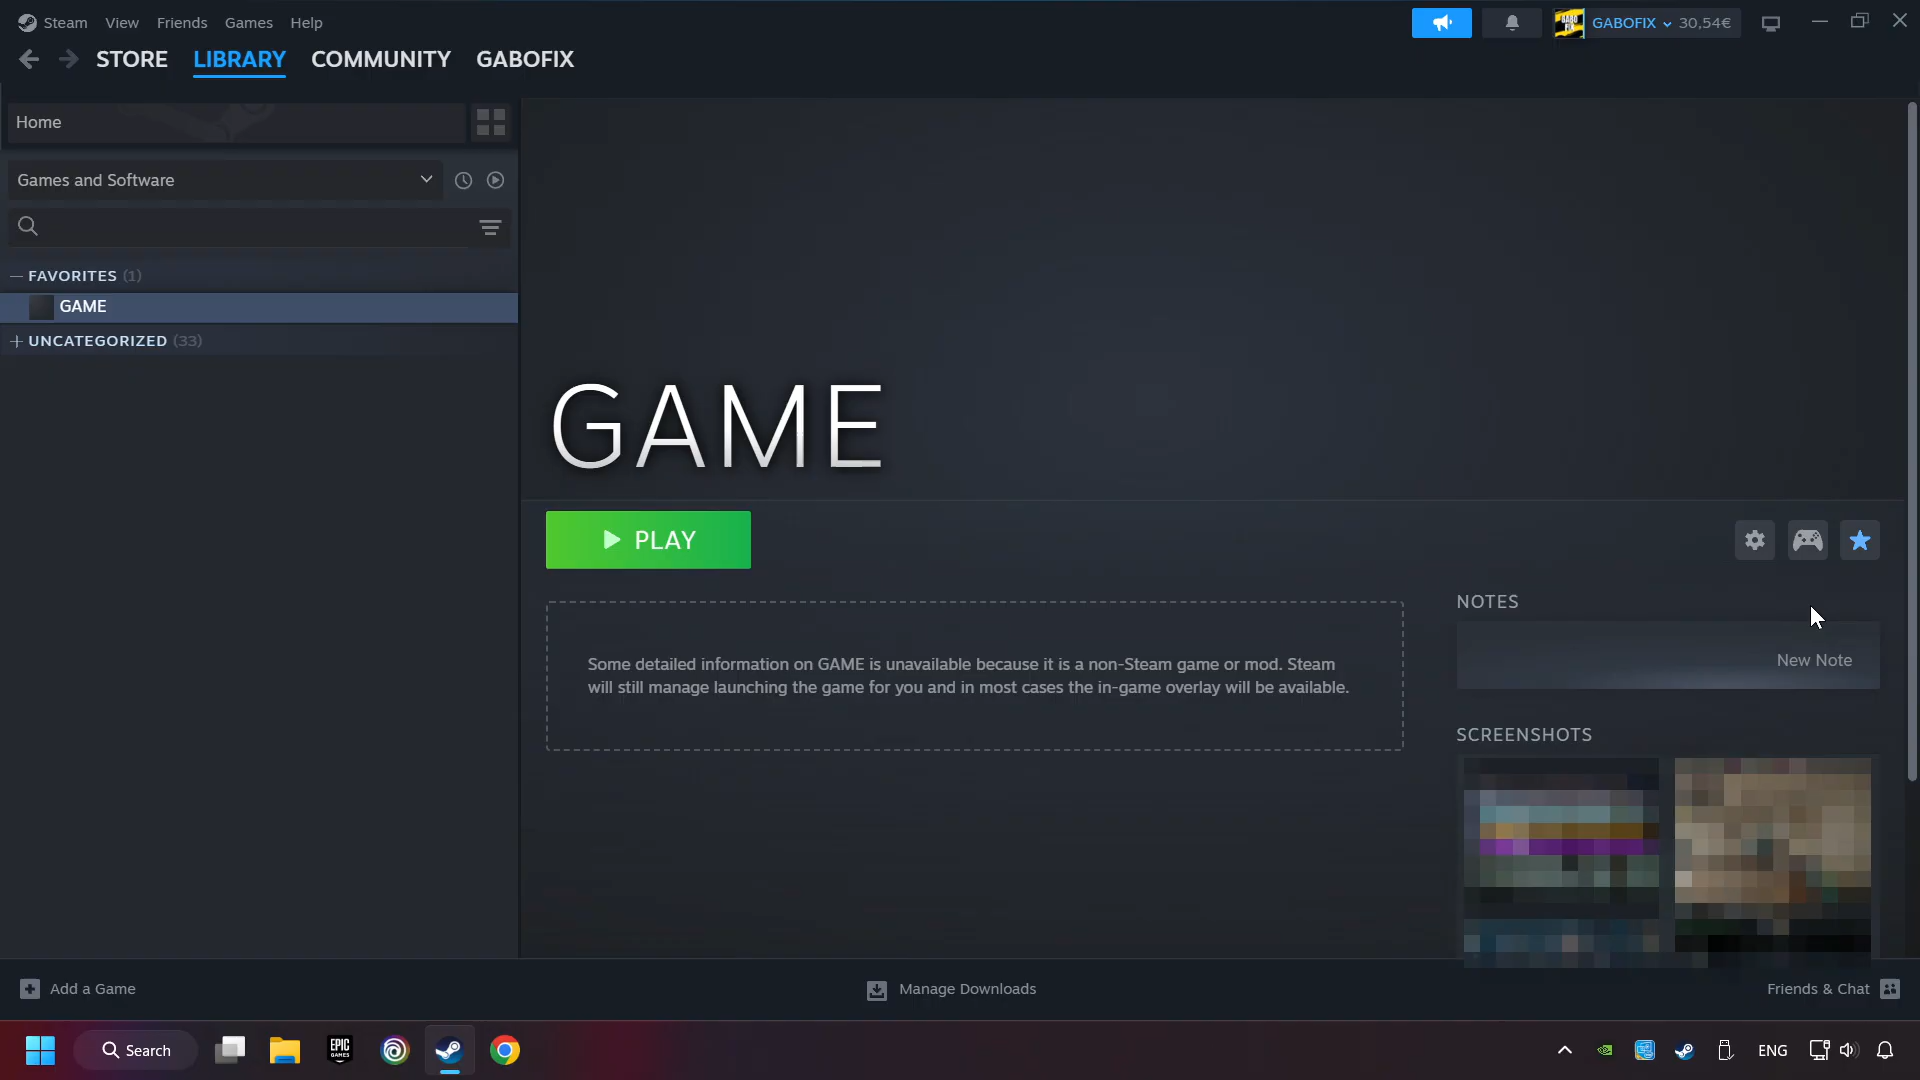 Steam View Friends Games Help
GABOFIX 30,54€
STORE LIBRARY COMMUNITY GABOFIX
Home
Games and Software
FAVORITES (1)
GAME
UNCATEGORIZED (33)
GAME
PLAY
NOTES
New Note
Some detailed information on GAME is unavailable because it is a non-Steam game or mod. Steam
will still manage launching the game for you and in most cases the in-game overlay will be available.
SCREENSHOTS
Add a Game
Manage Downloads
Friends & Chat
Search
EPIC GAMES
ENG